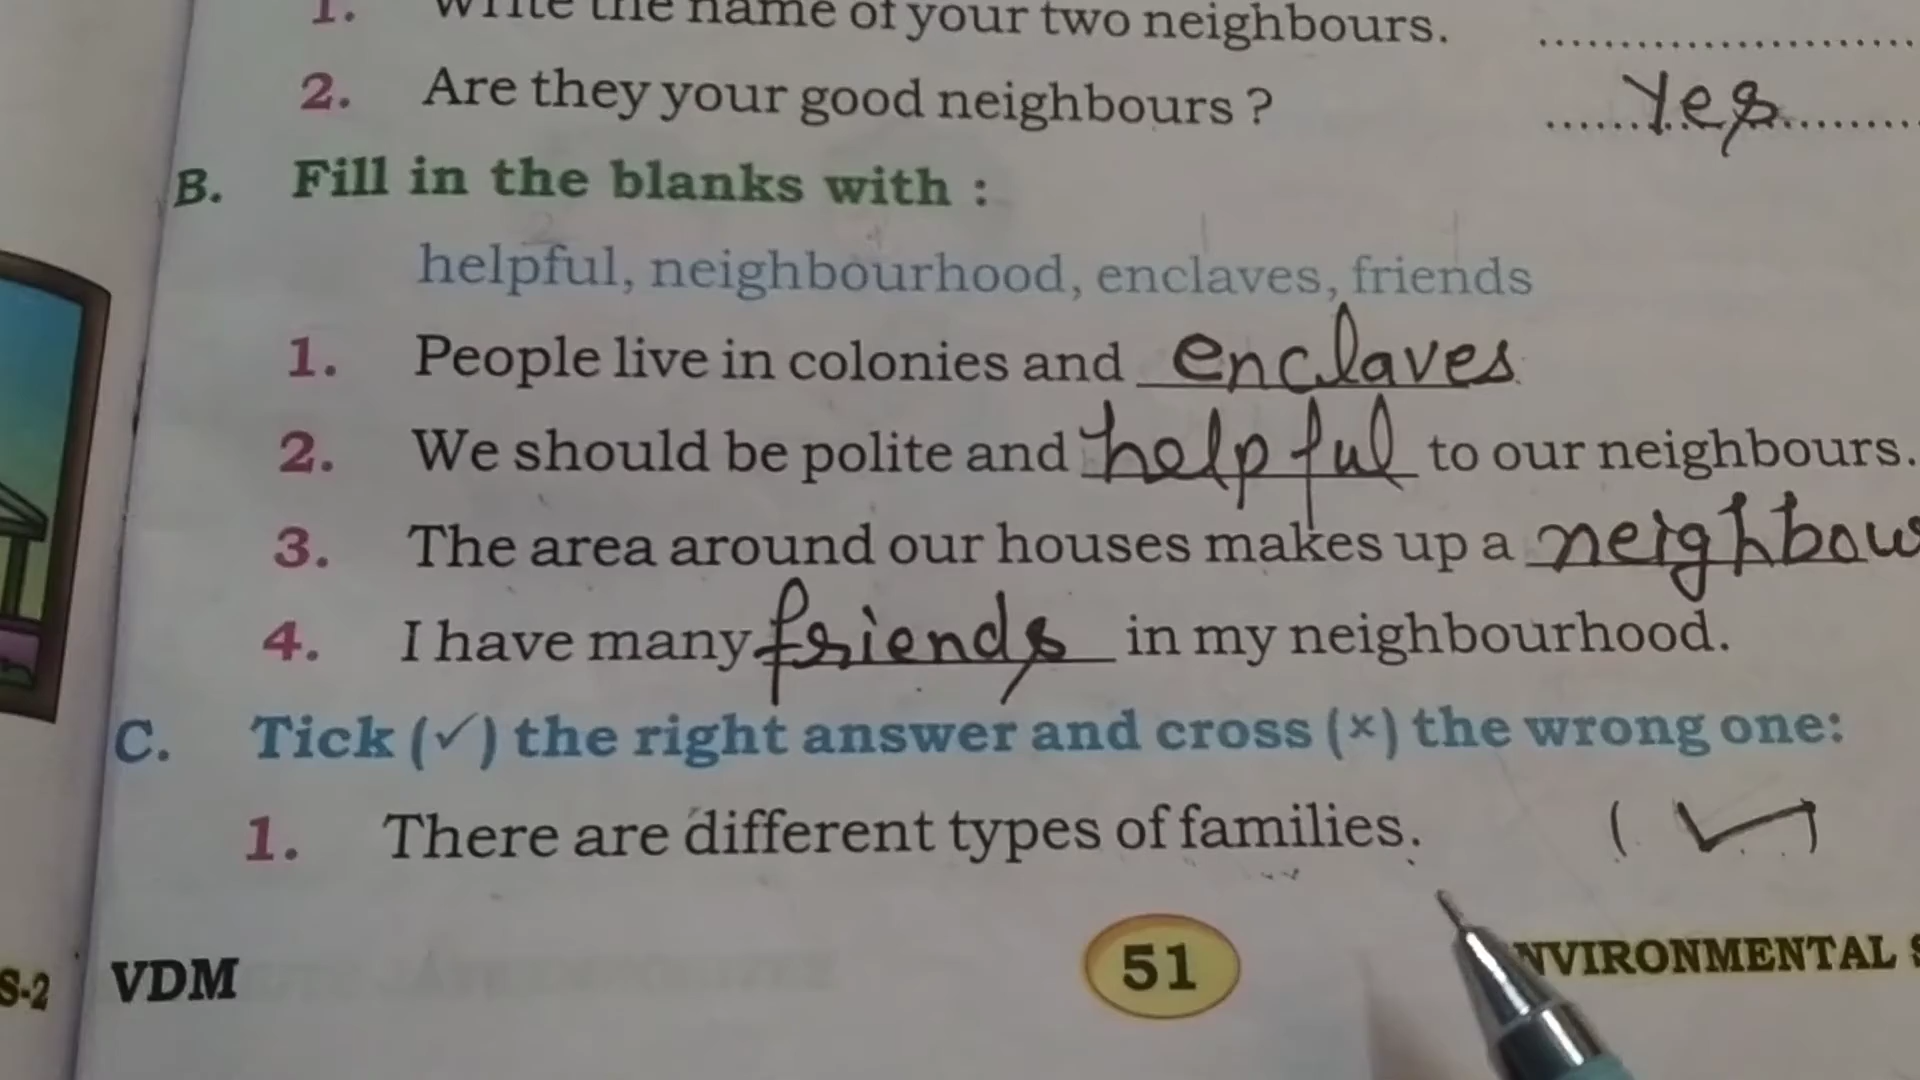 1. Write the name of your two neighbours. ....................
2. Are they your good neighbours ? ......Yes..........
B. Fill in the blanks with :
helpful, neighbourhood, enclaves, friends
1. People live in colonies and enclaves
2. We should be polite and helpful to our neighbours.
3. The area around our houses makes up a neighbou
4. I have many friends in my neighbourhood.
C. Tick (✓) the right answer and cross (×) the wrong one:
1. There are different types of families. (✓)
S-2 VDM 51 NVIRONMENTAL S